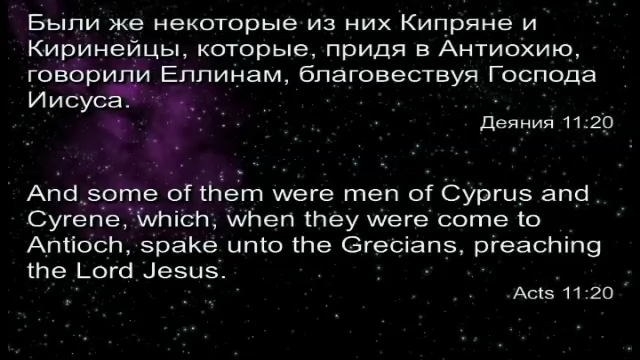 Были же некоторые из них Кипряне и
Киринейцы, которые, придя в Антиохию,
говорили Еллинам, благовествуя Господа
Иисуса.
Деяния 11:20
And some of them were men of Cyprus and
Cyrene, which, when they were come to
Antioch, spake unto the Grecians, preaching
the Lord Jesus.
Acts 11:20